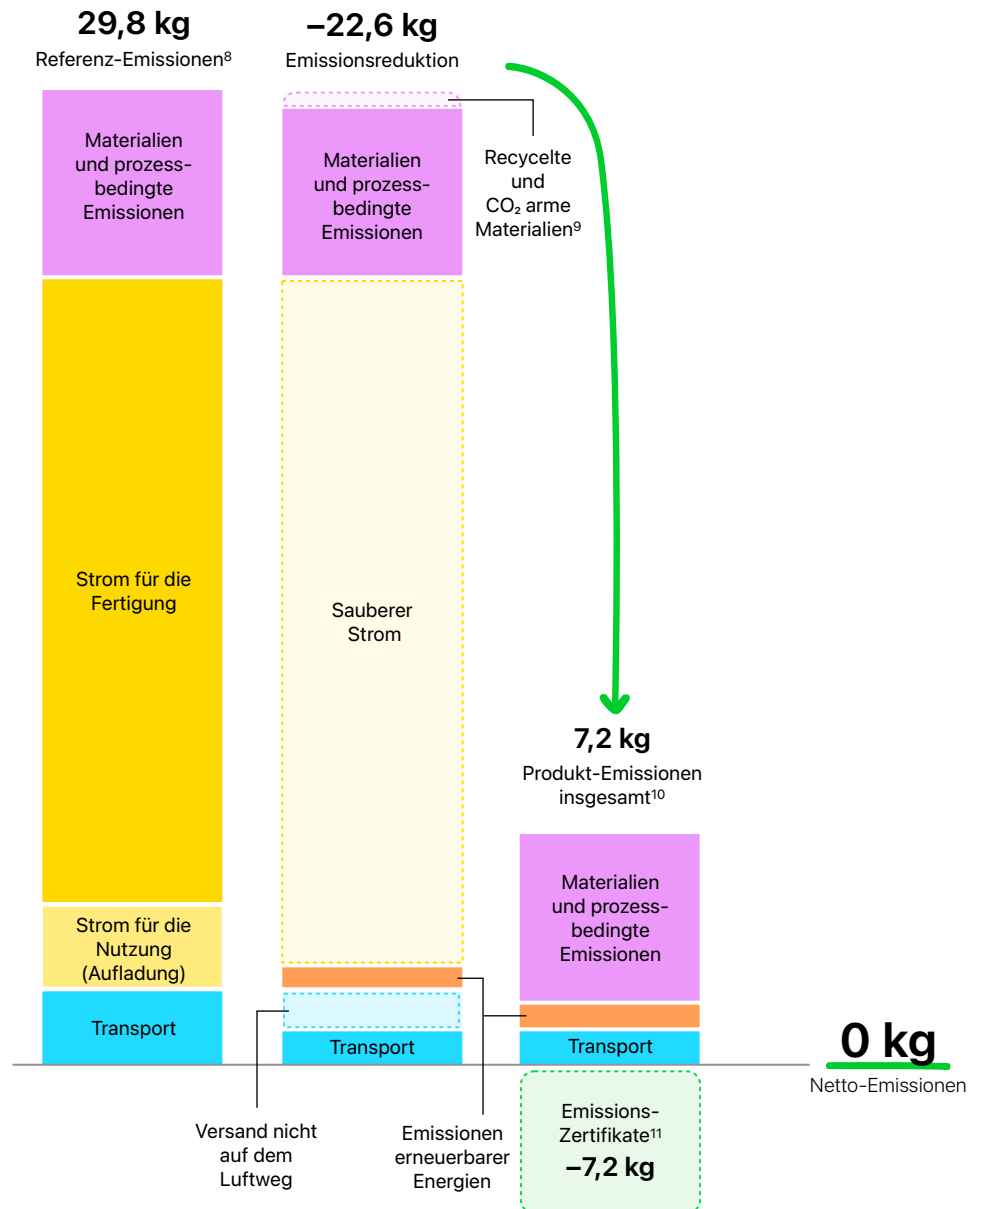 29,8 kg
Referenz-Emissionen⁸
Materialien
und prozess-
bedingte
Emissionen
Strom für die
Fertigung
Strom für die
Nutzung
(Aufladung)
Transport
–22,6 kg
Emissionsreduktion
Materialien
und prozess-
bedingte
Emissionen
Recycelte
und
CO₂ arme
Materialien⁹
Sauberer
Strom
Transport
Versand nicht
auf dem
Luftweg
Emissionen
erneuerbarer
Energien
7,2 kg
Produkt-Emissionen
insgesamt¹⁰
Materialien
und prozess-
bedingte
Emissionen
Transport
Emissions-
Zertifikate¹¹
–7,2 kg
0 kg
Netto-Emissionen